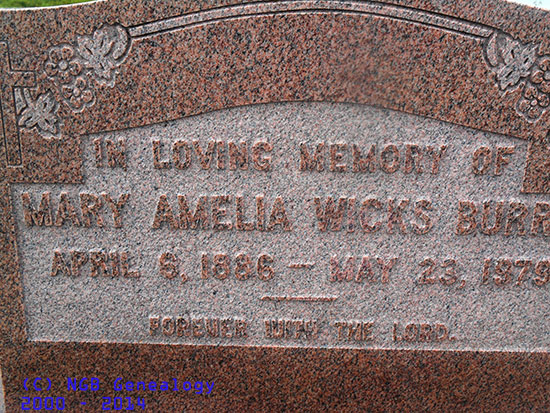 IN LOVING MEMORY OF
MARY AMELIA WICKS BURR
APRIL 6, 1886 - MAY 23, 1979
FOREVER WITH THE LORD.
(C) NGB Genealogy
2000 - 2014